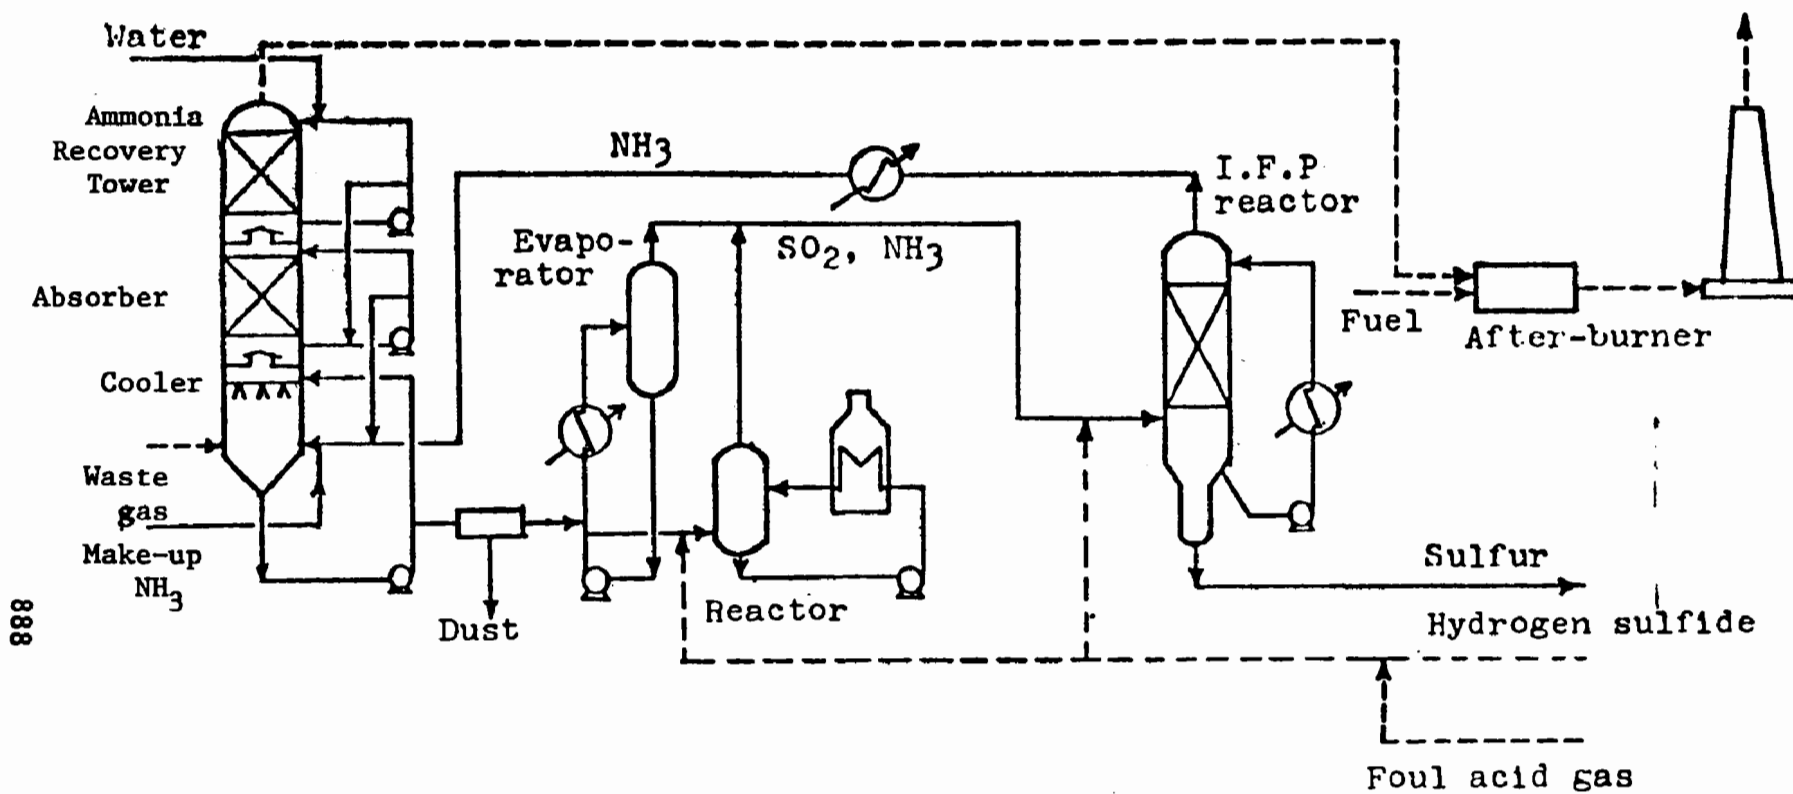 Water
Ammonia
Recovery
Tower
Absorber
Cooler
Waste
gas
Make-up
NH3
Dust
Evapo-
rator
NH3
SO2, NH3
Reactor
I.F.P
reactor
Fuel
After-burner
Sulfur
Hydrogen sulfide
Foul acid gas
888